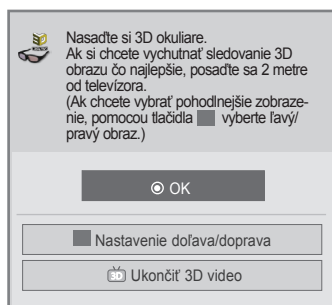 Nasaďte si 3D okuliare.
Ak si chcete vychutnať sledovanie 3D
obrazu čo najlepšie, posaďte sa 2 metre
od televízora.
(Ak chcete vybrať pohodlnejšie zobraze-
nie, pomocou tlačidla vyberte ľavý/
pravý obraz.)
OK
Nastavenie doľava/doprava
3D Ukončiť 3D video